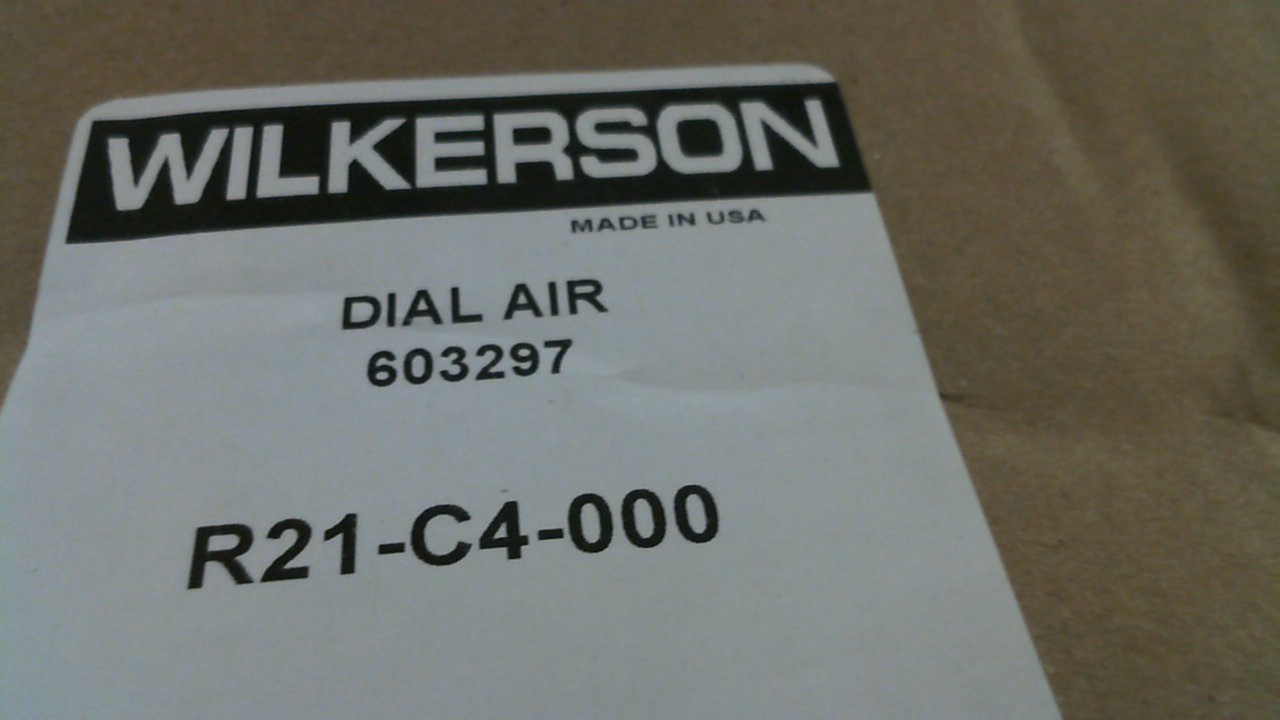 WILKERSON
MADE IN USA
DIAL AIR
603297
R21-C4-000